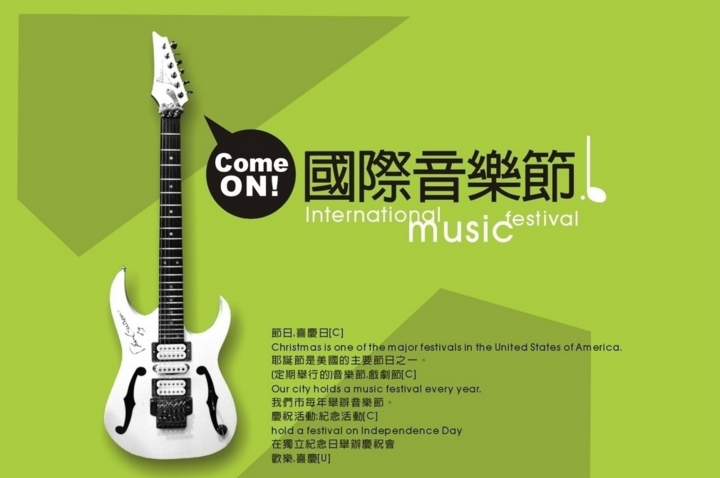 Come
ON!
國際音樂節
International
music
festival
節日,喜慶日[C]
Christmas is one of the major festivals in the United States of America.
耶誕節是美國的主要節日之一。
(定期舉行的)音樂節,戲劇節[C]
Our city holds a music festival every year.
我們市每年舉辦音樂節。
慶祝活動;紀念活動[C]
hold a festival on Independence Day
在獨立紀念日舉辦慶祝會
歡樂,喜慶[U]